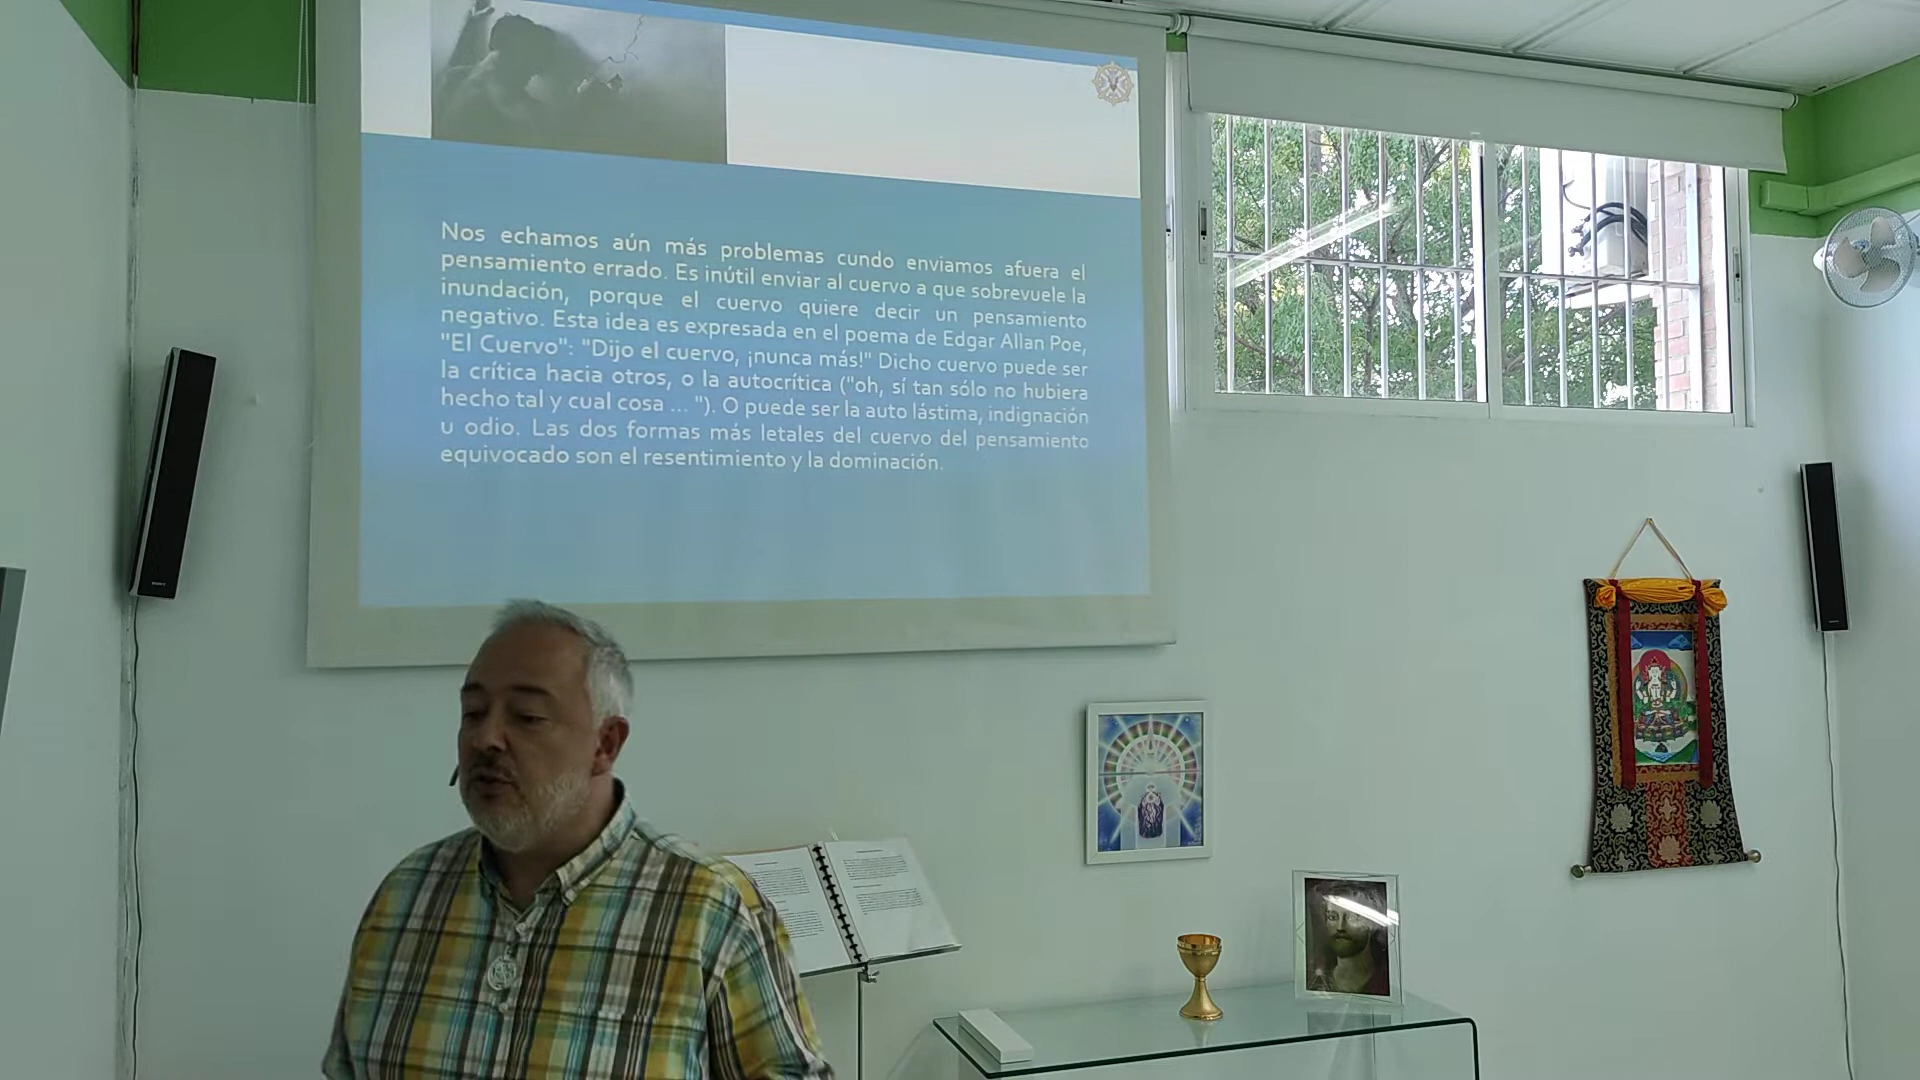 Nos echamos aún más problemas cundo enviamos afuera el
pensamiento errado. Es inútil enviar al cuervo a que sobrevuele la
inundación, porque el cuervo quiere decir un pensamiento
negativo. Esta idea es expresada en el poema de Edgar Allan Poe,
"El Cuervo": "Dijo el cuervo, ¡nunca más!" Dicho cuervo puede ser
la crítica hacia otros, o la autocrítica ("oh, sí tan sólo no hubiera
hecho tal y cual cosa ... "). O puede ser la auto lástima, indignación
u odio. Las dos formas más letales del cuervo del pensamiento
equivocado son el resentimiento y la dominación.